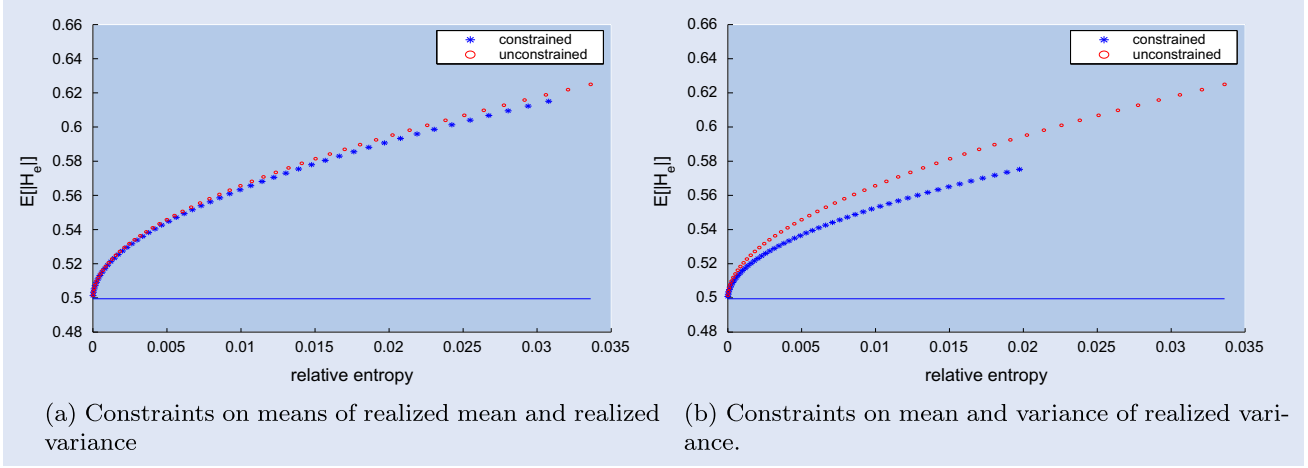 0.66
0.64
0.62
0.6
0.58
0.56
0.54
0.52
0.5
0.48
E[|H_e|]
constrained
unconstrained
0 0.005 0.01 0.015 0.02 0.025 0.03 0.035
relative entropy
(a) Constraints on means of realized mean and realized
variance
0.66
0.64
0.62
0.6
0.58
0.56
0.54
0.52
0.5
0.48
E[|H_e|]
constrained
unconstrained
0 0.005 0.01 0.015 0.02 0.025 0.03 0.035
relative entropy
(b) Constraints on mean and variance of realized vari-
ance.